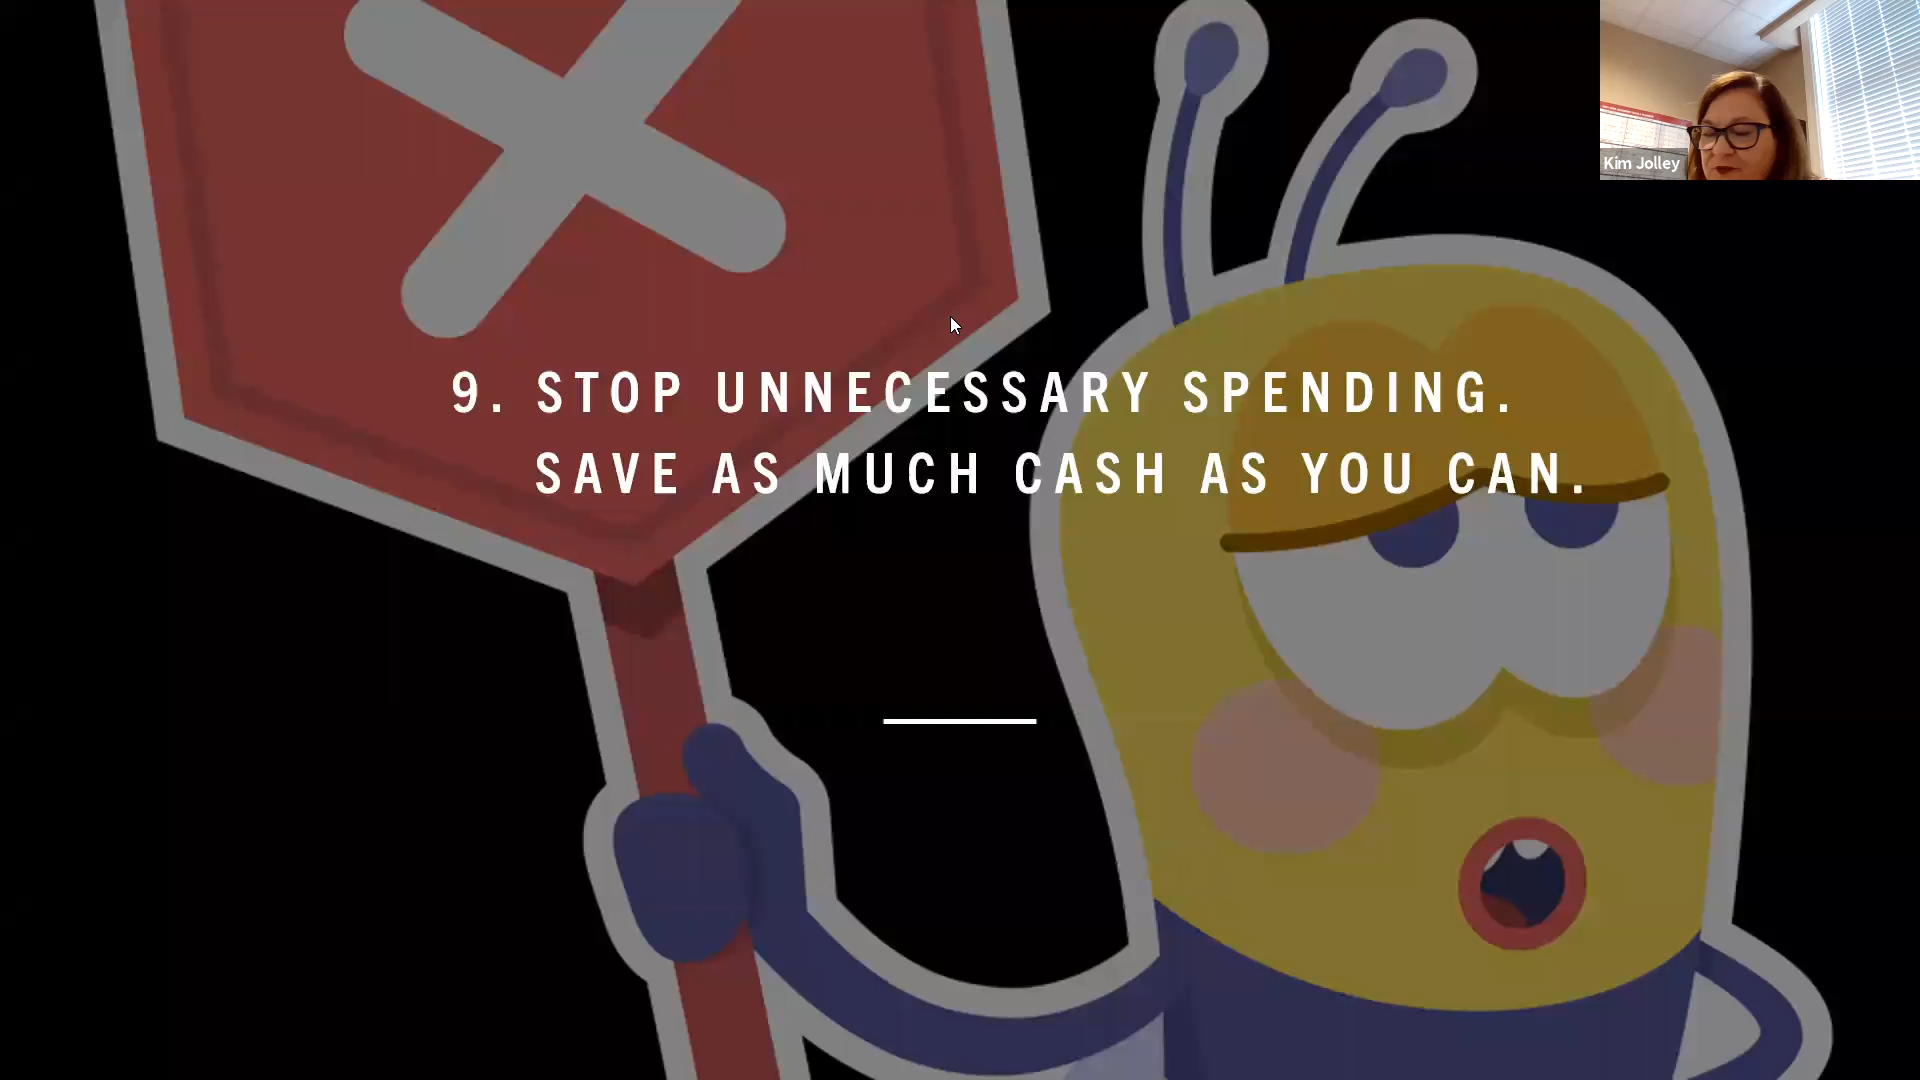 Kim Jolley
9. STOP UNNECESSARY SPENDING.
SAVE AS MUCH CASH AS YOU CAN.